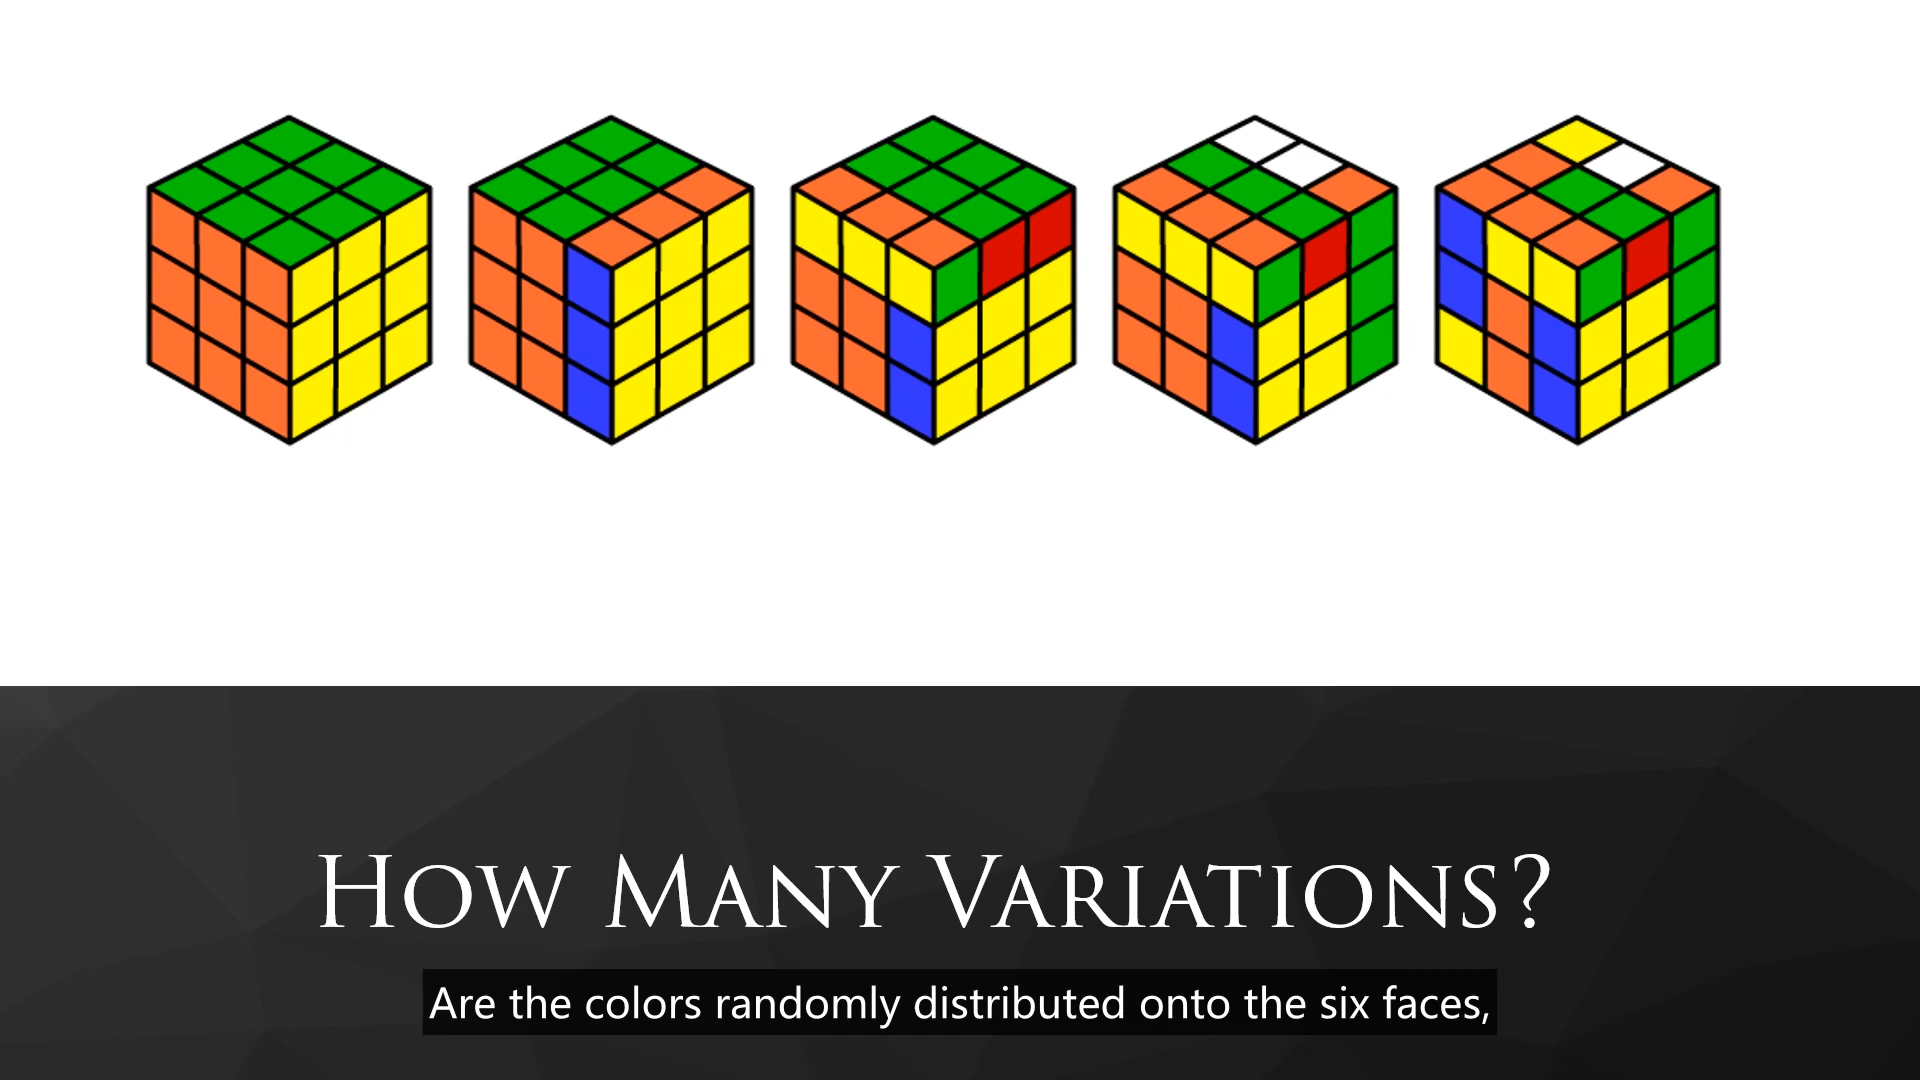 How Many Variations?
Are the colors randomly distributed onto the six faces,